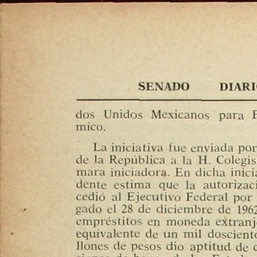 SENADO DIARI
dos Unidos Mexicanos para E
mico.
La iniciativa fue enviada por
de la República a la H. Colegis
mara iniciadora. En dicha inicia
dente estima que la autorizaci
cedió al Ejecutivo Federal por
gado el 28 de diciembre de 1962
empréstitos en moneda extranj
equivalente de un mil dosciento
llones de pesos dio aptitud de c